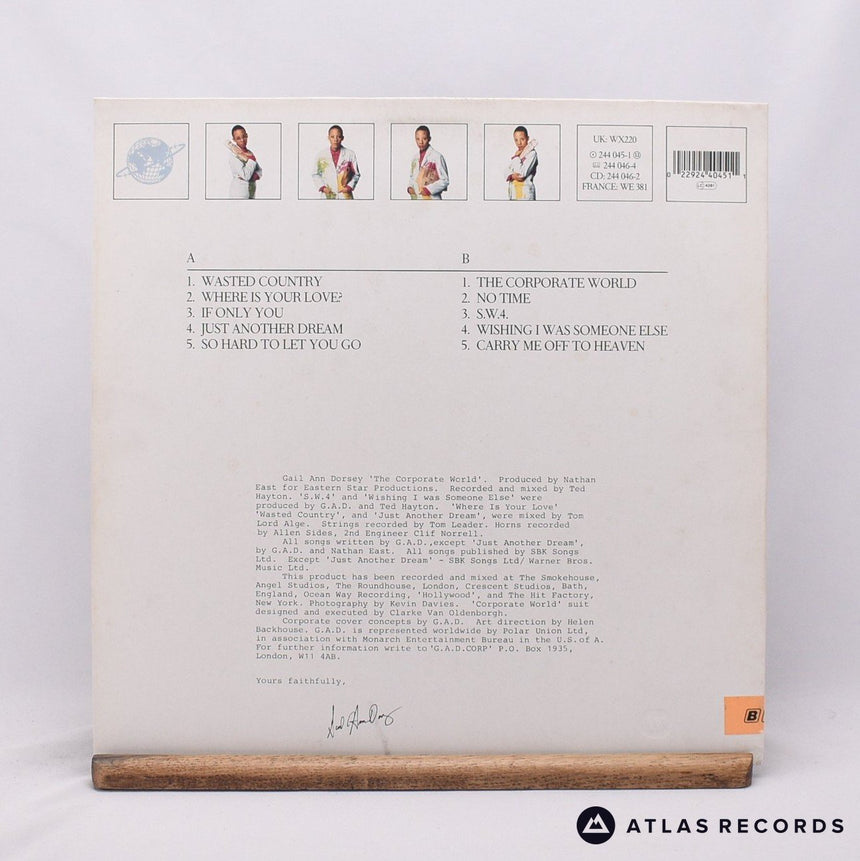 UK: WX220
Ⓟ 244 045-1
244 046-4
CD: 244 046-2
FRANCE: WE 381
0 22924 40451 1
LC 4281
A
1. WASTED COUNTRY
2. WHERE IS YOUR LOVE?
3. IF ONLY YOU
4. JUST ANOTHER DREAM
5. SO HARD TO LET YOU GO
B
1. THE CORPORATE WORLD
2. NO TIME
3. S.W.4.
4. WISHING I WAS SOMEONE ELSE
5. CARRY ME OFF TO HEAVEN
Gail Ann Dorsey 'The Corporate World'. Produced by Nathan
East for Eastern Star Productions. Recorded and mixed by Ted
Hayton. 'S.W.4' and 'Wishing I was Someone Else' were
produced by G.A.D. and Ted Hayton. 'Where Is Your Love'
'Wasted Country', and 'Just Another Dream', were mixed by Tom
Lord Alge. Strings recorded by Tom Leader. Horns recorded
by Allen Sides, 2nd Engineer Clif Norrell.
All songs written by G.A.D.,except 'Just Another Dream',
by G.A.D. and Nathan East. All songs published by SBK Songs
Ltd. Except 'Just Another Dream' - SBK Songs Ltd/ Warner Bros.
Music Ltd.
This product has been recorded and mixed at The Smokehouse,
Angel Studios, The Roundhouse, London, Crescent Studios, Bath,
England, Ocean Way Recording, 'Hollywood', and The Hit Factory,
New York. Photography by Kevin Davies. 'Corporate World' suit
designed and executed by Clarke Van Oldenborgh.
Corporate cover concepts by G.A.D. Art direction by Helen
Backhouse. G.A.D. is represented worldwide by Polar Union Ltd,
in association with Monarch Entertainment Bureau in the U.S.of A.
For further information write to 'G.A.D.CORP' P.O. Box 1935,
London, W11 4AB.
Yours faithfully,
Gail Ann Dorsey
B
ATLAS RECORDS